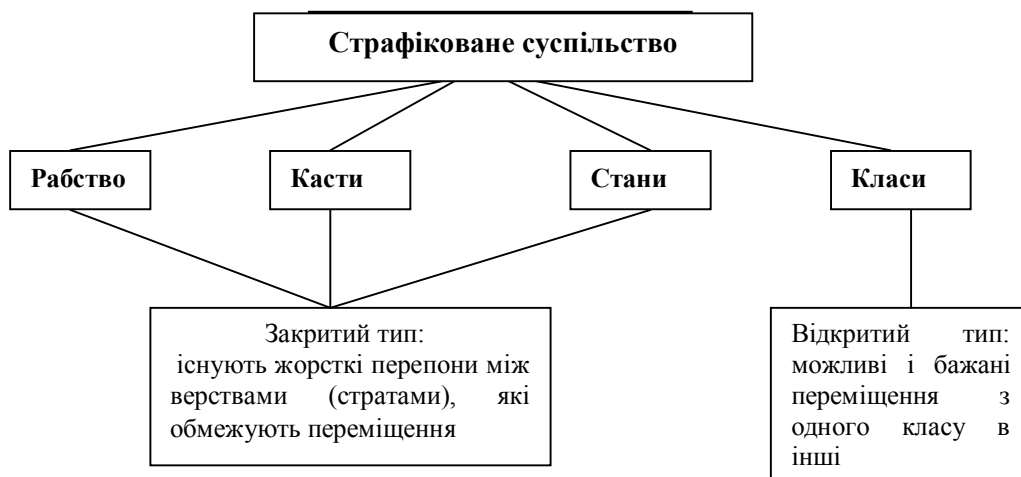 Страфіковане суспільство
Рабство
Касти
Стани
Класи
Закритий тип:
існують жорсткі перепони між
верствами (стратами), які
обмежують переміщення
Відкритий тип:
можливі і бажані
переміщення з
одного класу в
інші